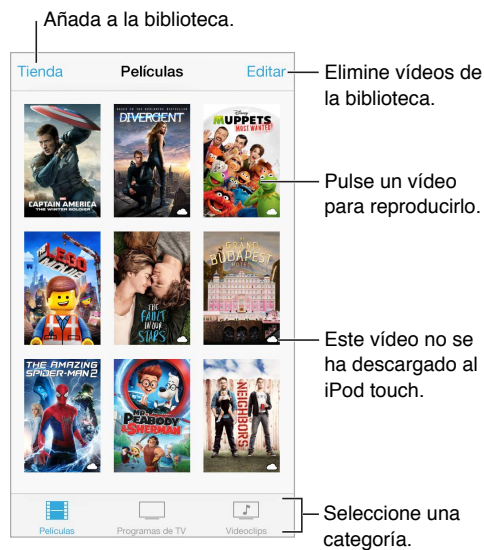 Añada a la biblioteca.
Tienda
Películas
Editar
Elimine vídeos de
la biblioteca.
CAPTAIN AMERICA
THE WINTER SOLDIER
DIVERGENT
Disney
MUPPETS
MOST WANTED
Pulse un vídeo
para reproducirlo.
THE
LEGO
MOVIE
THE
FAULT
IN OUR
STARS
THE
GRAND
BUDAPEST
HOTEL
Este vídeo no se
ha descargado al
iPod touch.
THE AMAZING
SPIDER-MAN 2
MR. PEABODY
& SHERMAN
NEIGHBORS
Películas
Programas de TV
Videoclips
Seleccione una
categoría.